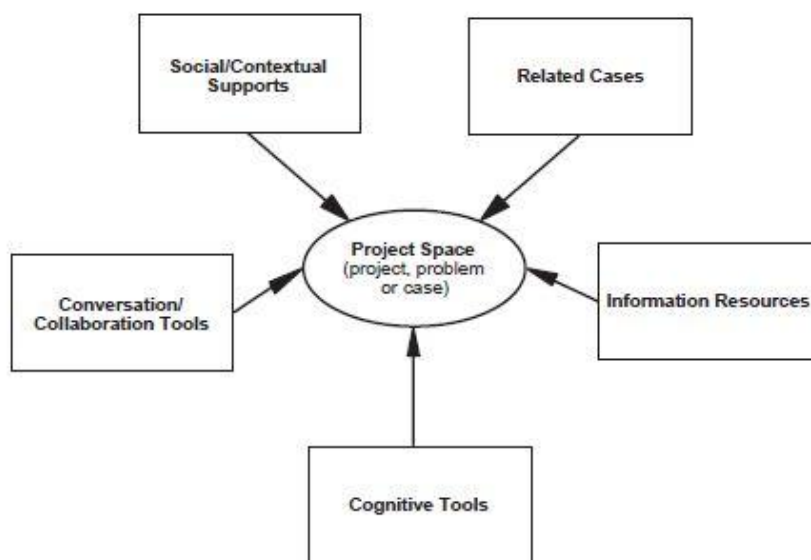 Social/Contextual
Supports
Related Cases
Project Space
(project, problem
or case)
Conversation/
Collaboration Tools
Information Resources
Cognitive Tools